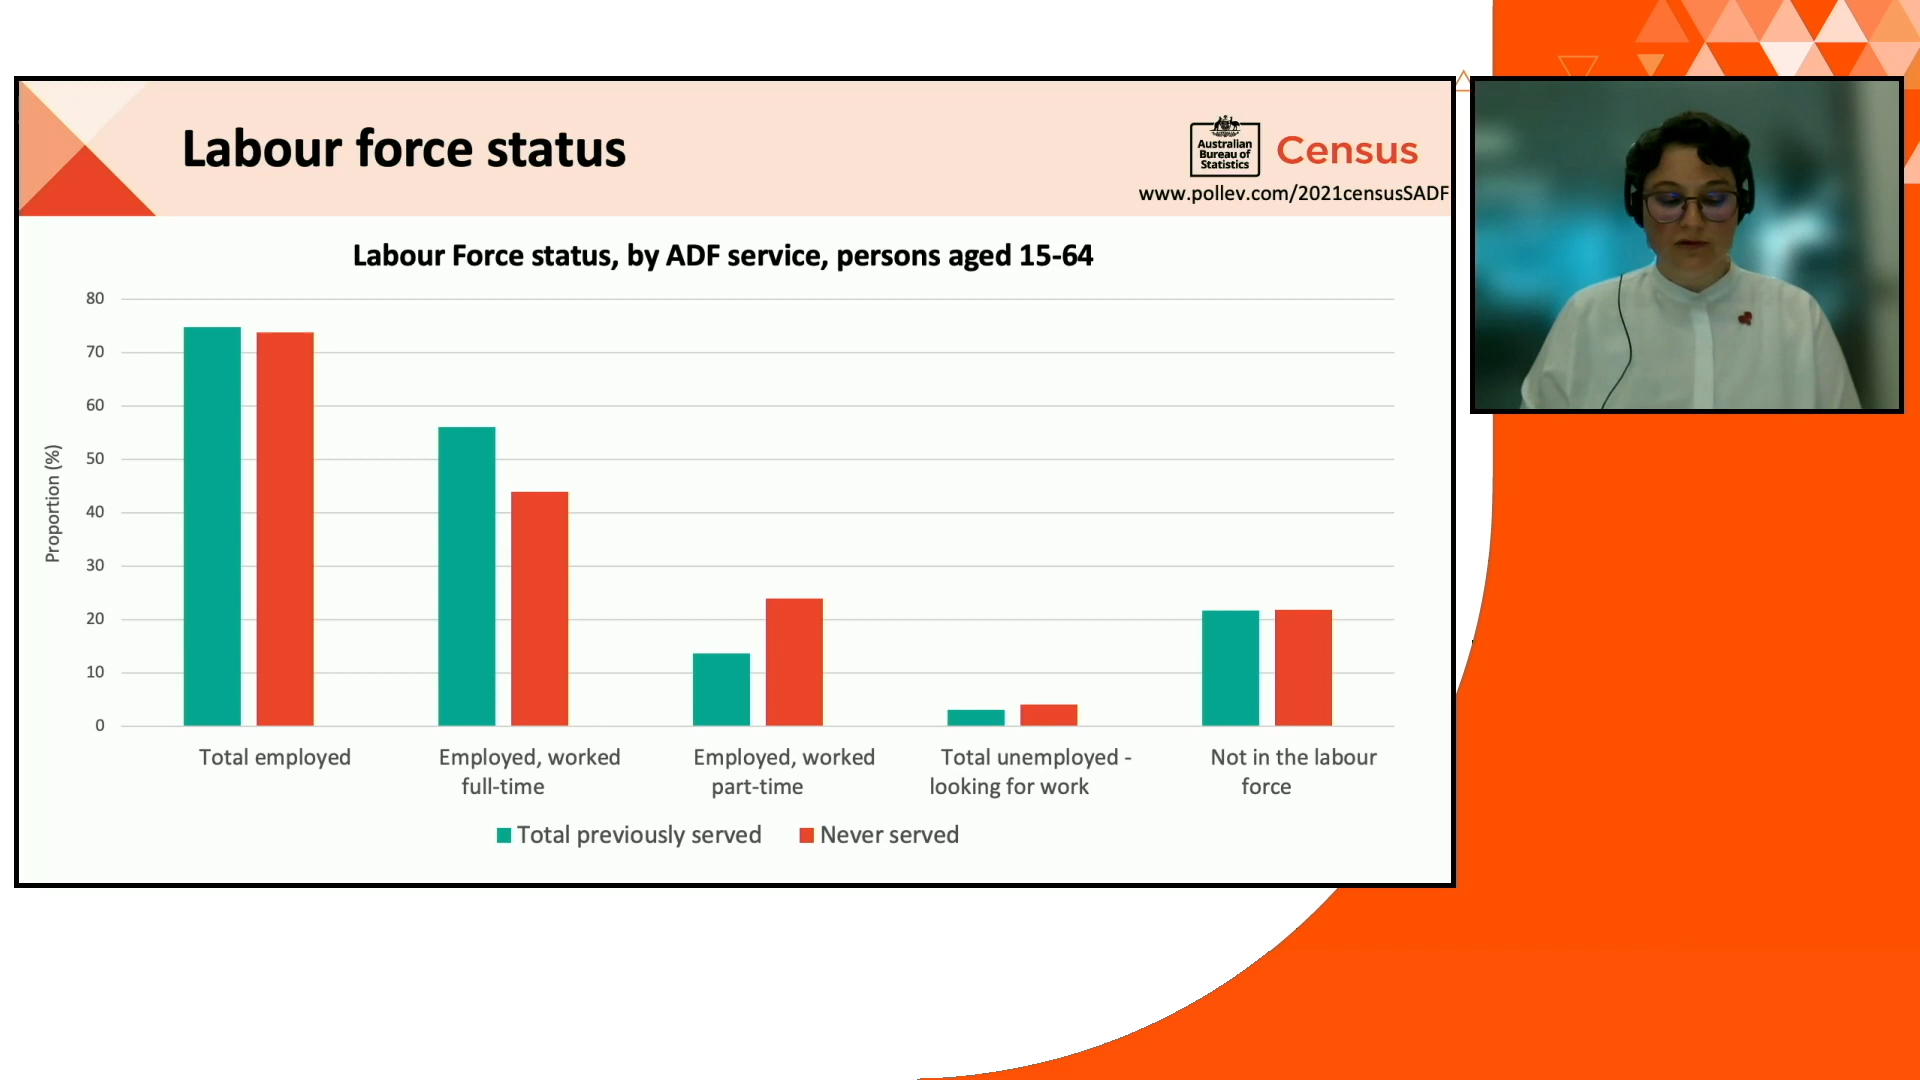 Labour force status
Australian
Bureau of
Statistics
Census
www.pollev.com/2021censusSADF
Labour Force status, by ADF service, persons aged 15-64
Proportion (%)
80
70
60
50
40
30
20
10
0
Total employed
Employed, worked
full-time
Employed, worked
part-time
Total unemployed -
looking for work
Not in the labour
force
Total previously served
Never served